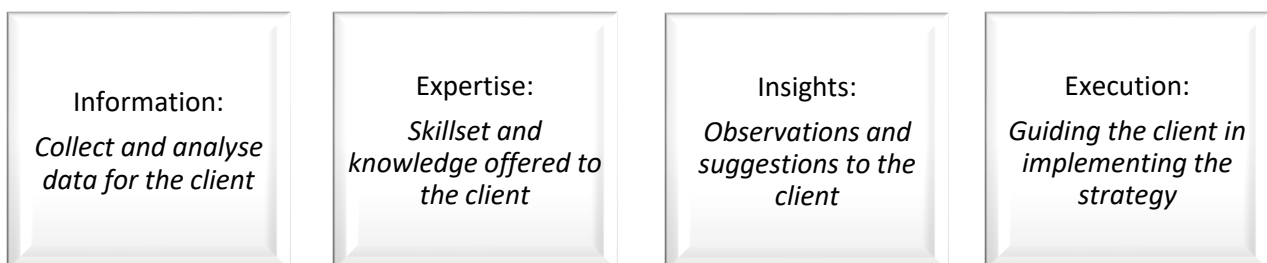 Information:
Collect and analyse
data for the client
Expertise:
Skillset and
knowledge offered to
the client
Insights:
Observations and
suggestions to the
client
Execution:
Guiding the client in
implementing the
strategy